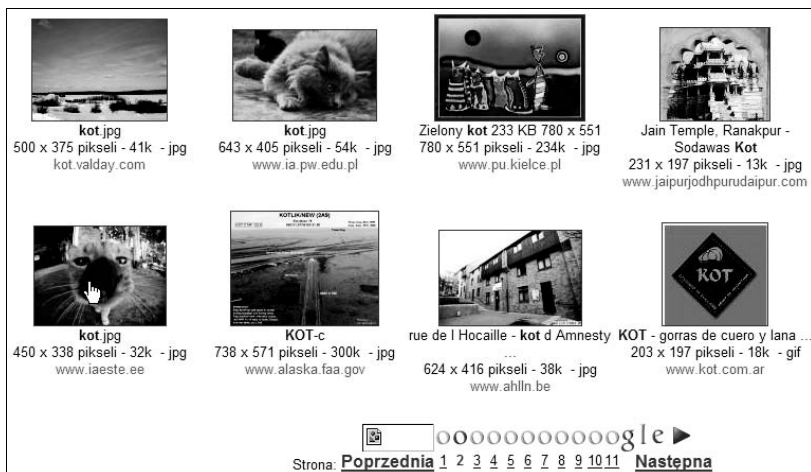 kot.jpg
500 x 375 pikseli - 41k - jpg
kot.valday.com
kot.jpg
643 x 405 pikseli - 54k - jpg
www.ia.pw.edu.pl
Zielony kot 233 KB 780 x 551
780 x 551 pikseli - 234k - jpg
www.pu.kielce.pl
Jain Temple, Ranakpur -
Sodawas Kot
231 x 197 pikseli - 13k - jpg
www.jaipurjodhpurudaipur.com
kot.jpg
450 x 338 pikseli - 32k - jpg
www.iaeste.ee
KOTLIK/NEW (2A9)
KOT-c
738 x 571 pikseli - 300k - jpg
www.alaska.faa.gov
rue de l Hocaille - kot d Amnesty
...
624 x 416 pikseli - 38k - jpg
www.ahlln.be
KOT
KOT - gorras de cuero y lana ...
203 x 197 pikseli - 18k - gif
www.kot.com.ar
ooooooooooogle
Strona: Poprzednia 1 2 3 4 5 6 7 8 9 10 11 Następna